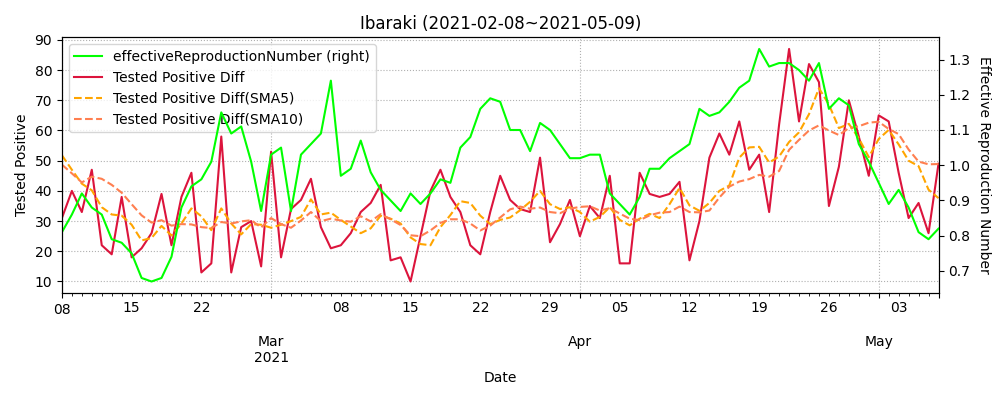 Ibaraki (2021-02-08~2021-05-09)
effectiveReproductionNumber (right)
Tested Positive Diff
Tested Positive Diff(SMA5)
Tested Positive Diff(SMA10)
Tested Positive
90
80
70
60
50
40
30
20
10
1.3
1.2
1.1
1.0
0.9
0.8
0.7
Effective Reproduction Number
08 15 22 08 15 22 29 05 12 19 26 03
Mar Apr May
2021
Date